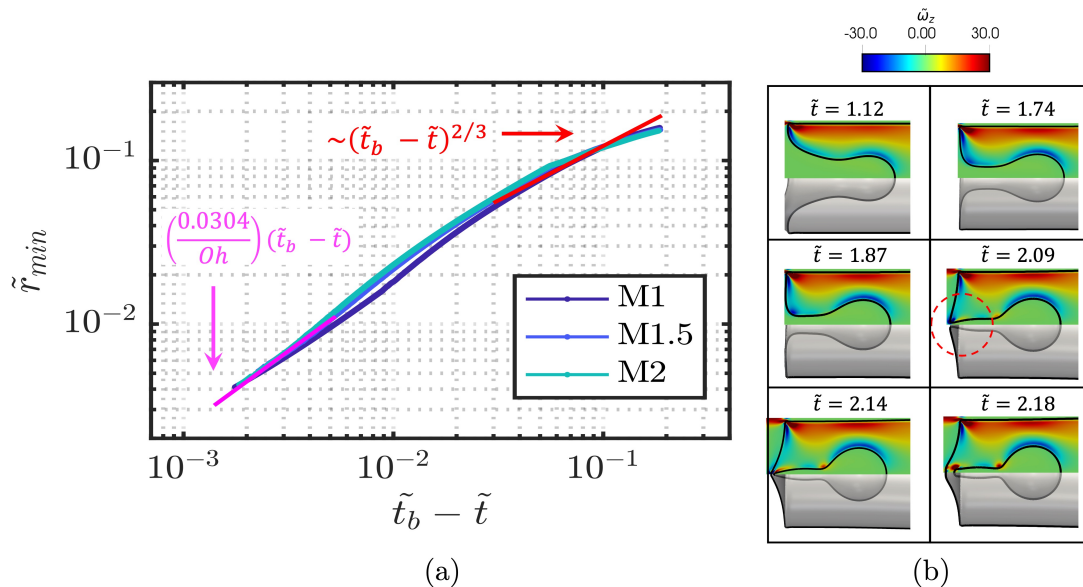 r̃_min
10^-1
10^-2
10^-3
10^-2
10^-1
t̃_b − t̃
~(t̃_b − t̃)^2/3
(0.0304/Oh)(t̃_b − t̃)
M1
M1.5
M2
(a)
ω̃_z
-30.0 0.00 30.0
t̃ = 1.12
t̃ = 1.74
t̃ = 1.87
t̃ = 2.09
t̃ = 2.14
t̃ = 2.18
(b)